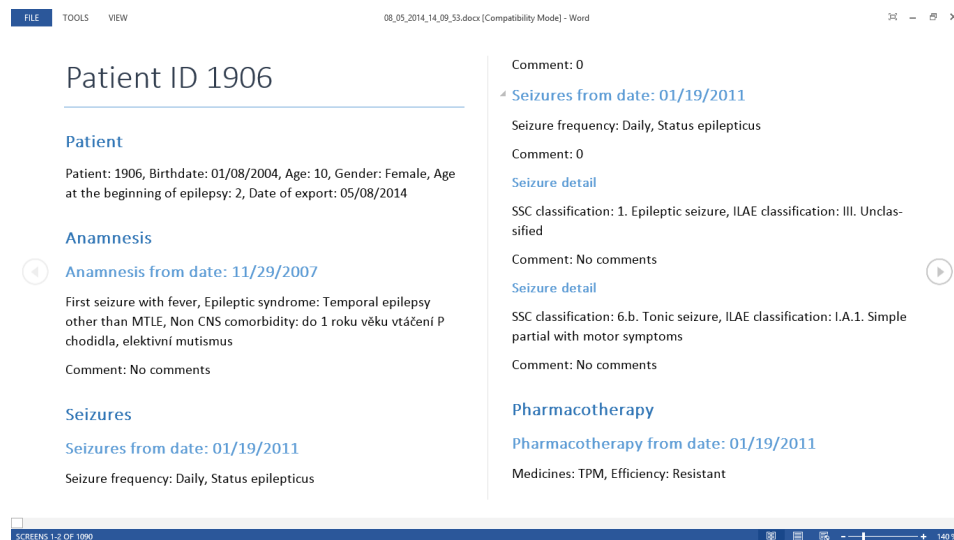 FILE TOOLS VIEW 08_05_2014_14_09_53.docx [Compatibility Mode] - Word
Patient ID 1906
Patient
Patient: 1906, Birthdate: 01/08/2004, Age: 10, Gender: Female, Age
at the beginning of epilepsy: 2, Date of export: 05/08/2014
Anamnesis
Anamnesis from date: 11/29/2007
First seizure with fever, Epileptic syndrome: Temporal epilepsy
other than MTLE, Non CNS comorbidity: do 1 roku věku vtáčení P
chodidla, elektivní mutismus
Comment: No comments
Seizures
Seizures from date: 01/19/2011
Seizure frequency: Daily, Status epilepticus
Comment: 0
Seizures from date: 01/19/2011
Seizure frequency: Daily, Status epilepticus
Comment: 0
Seizure detail
SSC classification: 1. Epileptic seizure, ILAE classification: III. Unclas-
sified
Comment: No comments
Seizure detail
SSC classification: 6.b. Tonic seizure, ILAE classification: I.A.1. Simple
partial with motor symptoms
Comment: No comments
Pharmacotherapy
Pharmacotherapy from date: 01/19/2011
Medicines: TPM, Efficiency: Resistant
SCREENS 1-2 OF 1090 140 %